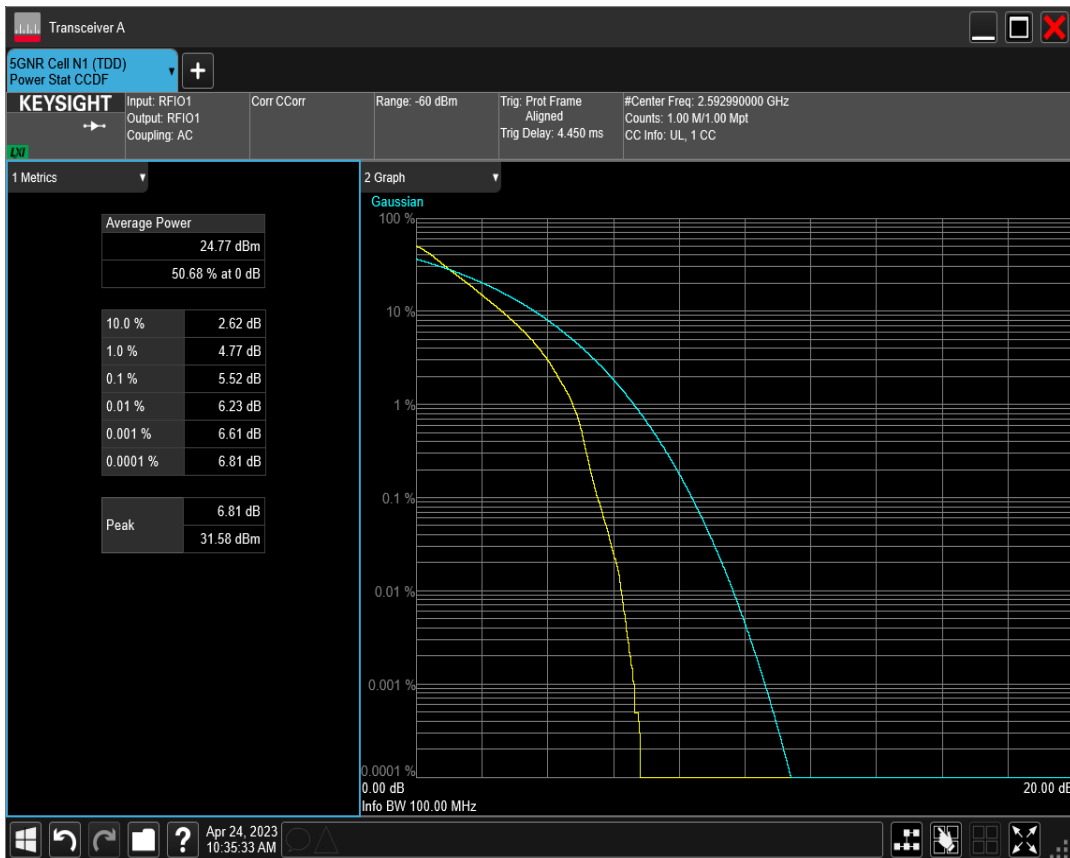 Transceiver A
5GNR Cell N1 (TDD)
Power Stat CCDF
KEYSIGHT
LXI
Input: RFIO1
Output: RFIO1
Coupling: AC
Corr CCorr
Range: -60 dBm
Trig: Prot Frame
Aligned
Trig Delay: 4.450 ms
#Center Freq: 2.592990000 GHz
Counts: 1.00 M/1.00 Mpt
CC Info: UL, 1 CC
1 Metrics
Average Power
24.77 dBm
50.68 % at 0 dB
10.0 % 2.62 dB
1.0 % 4.77 dB
0.1 % 5.52 dB
0.01 % 6.23 dB
0.001 % 6.61 dB
0.0001 % 6.81 dB
Peak
6.81 dB
31.58 dBm
2 Graph
Gaussian
100 %
10 %
1 %
0.1 %
0.01 %
0.001 %
0.0001 %
0.00 dB 20.00 dB
Info BW 100.00 MHz
?
Apr 24, 2023
10:35:33 AM